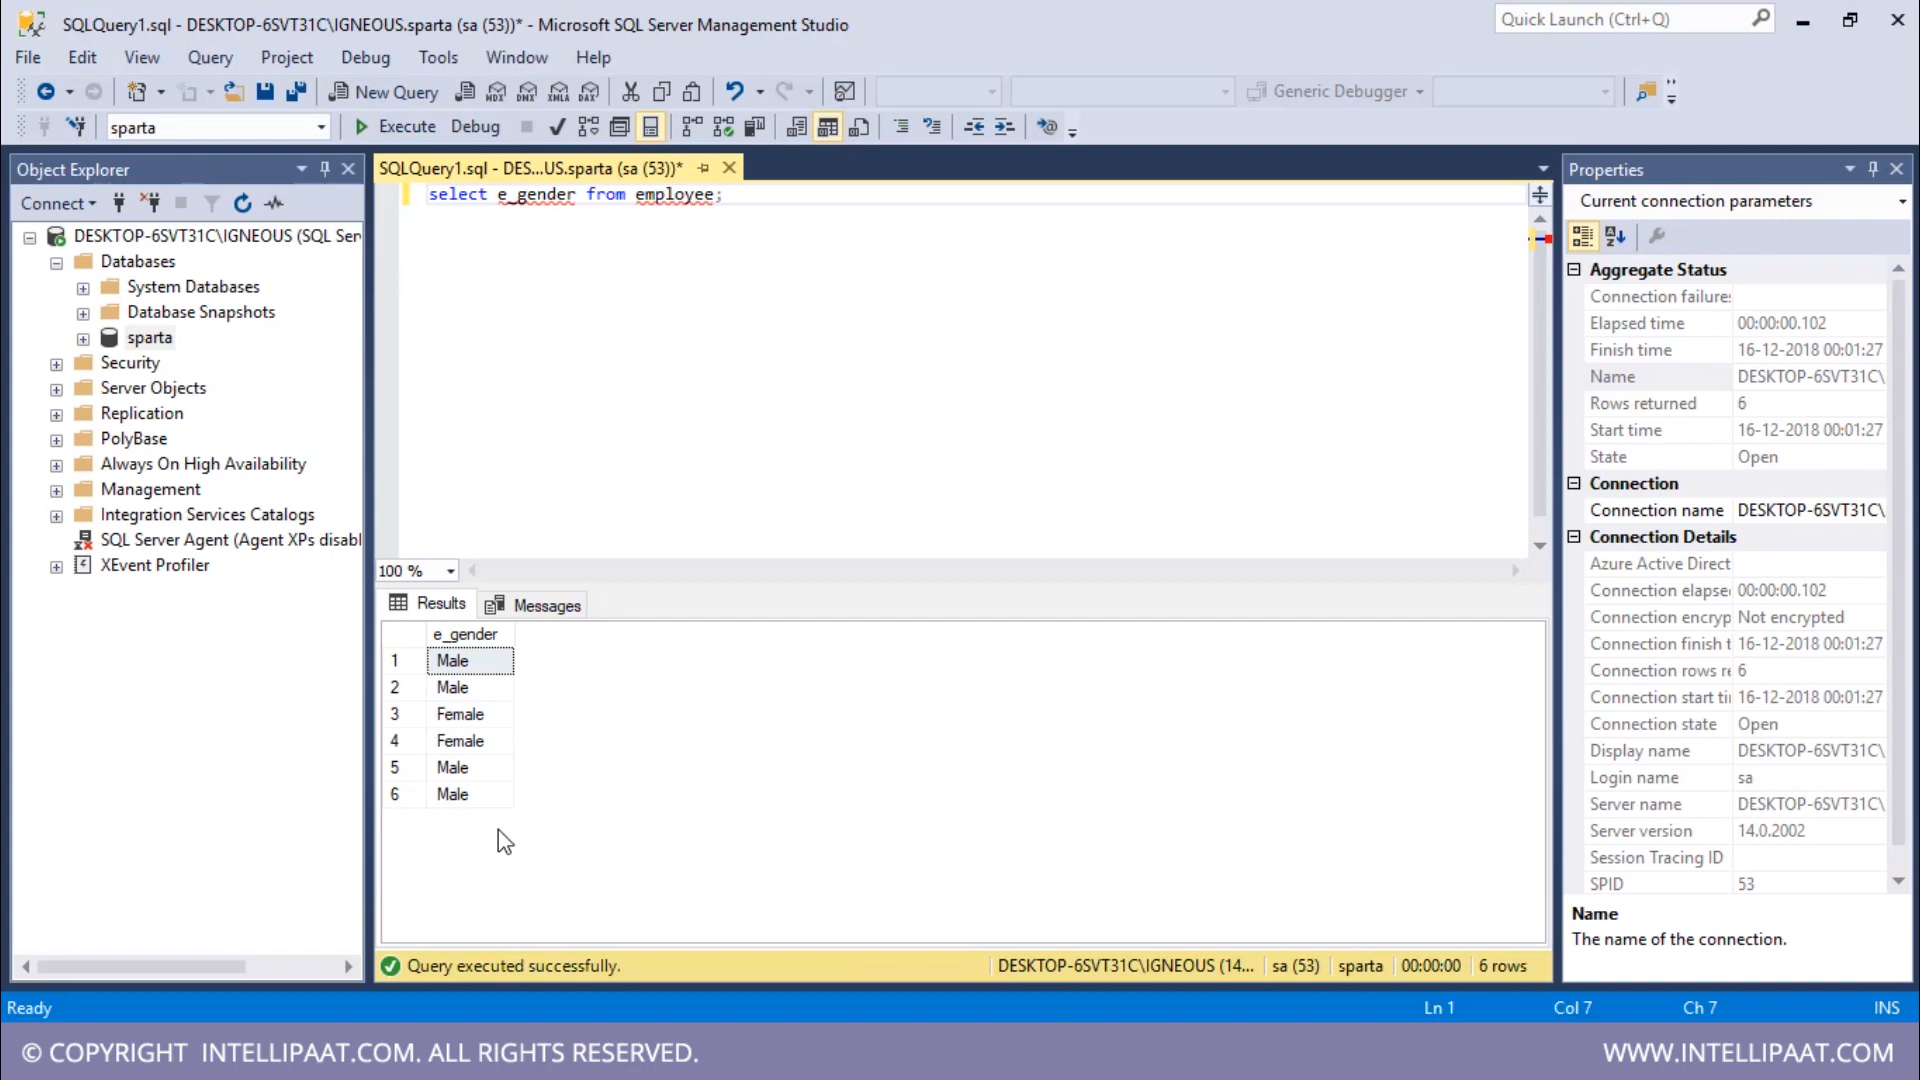 SQLQuery1.sql - DESKTOP-6SVT31C\IGNEOUS.sparta (sa (53))* - Microsoft SQL Server Management Studio
Quick Launch (Ctrl+Q)
File Edit View Query Project Debug Tools Window Help
New Query MDX DMX XMLA DAX Generic Debugger
sparta Execute Debug
Object Explorer
Connect
DESKTOP-6SVT31C\IGNEOUS (SQL Ser
Databases
System Databases
Database Snapshots
sparta
Security
Server Objects
Replication
PolyBase
Always On High Availability
Management
Integration Services Catalogs
SQL Server Agent (Agent XPs disabl
XEvent Profiler
SQLQuery1.sql - DES...US.sparta (sa (53))*
select e_gender from employee;
100 %
Results Messages
e_gender
1 Male
2 Male
3 Female
4 Female
5 Male
6 Male
Query executed successfully. DESKTOP-6SVT31C\IGNEOUS (14... sa (53) sparta 00:00:00 6 rows
Properties
Current connection parameters
Aggregate Status
Connection failures
Elapsed time 00:00:00.102
Finish time 16-12-2018 00:01:27
Name DESKTOP-6SVT31C\
Rows returned 6
Start time 16-12-2018 00:01:27
State Open
Connection
Connection name DESKTOP-6SVT31C\
Connection Details
Azure Active Direct
Connection elapse 00:00:00.102
Connection encryp Not encrypted
Connection finish t 16-12-2018 00:01:27
Connection rows re 6
Connection start ti 16-12-2018 00:01:27
Connection state Open
Display name DESKTOP-6SVT31C\
Login name sa
Server name DESKTOP-6SVT31C\
Server version 14.0.2002
Session Tracing ID
SPID 53
Name
The name of the connection.
Ready Ln 1 Col 7 Ch 7 INS
© COPYRIGHT INTELLIPAAT.COM. ALL RIGHTS RESERVED. WWW.INTELLIPAAT.COM